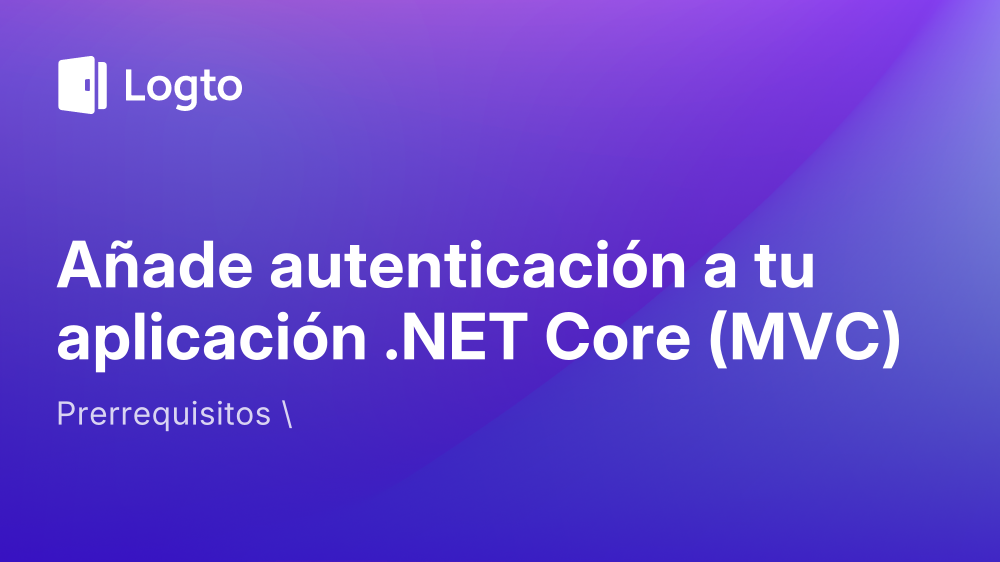 Logto
Añade autenticación a tu
aplicación .NET Core (MVC)
Prerrequisitos \